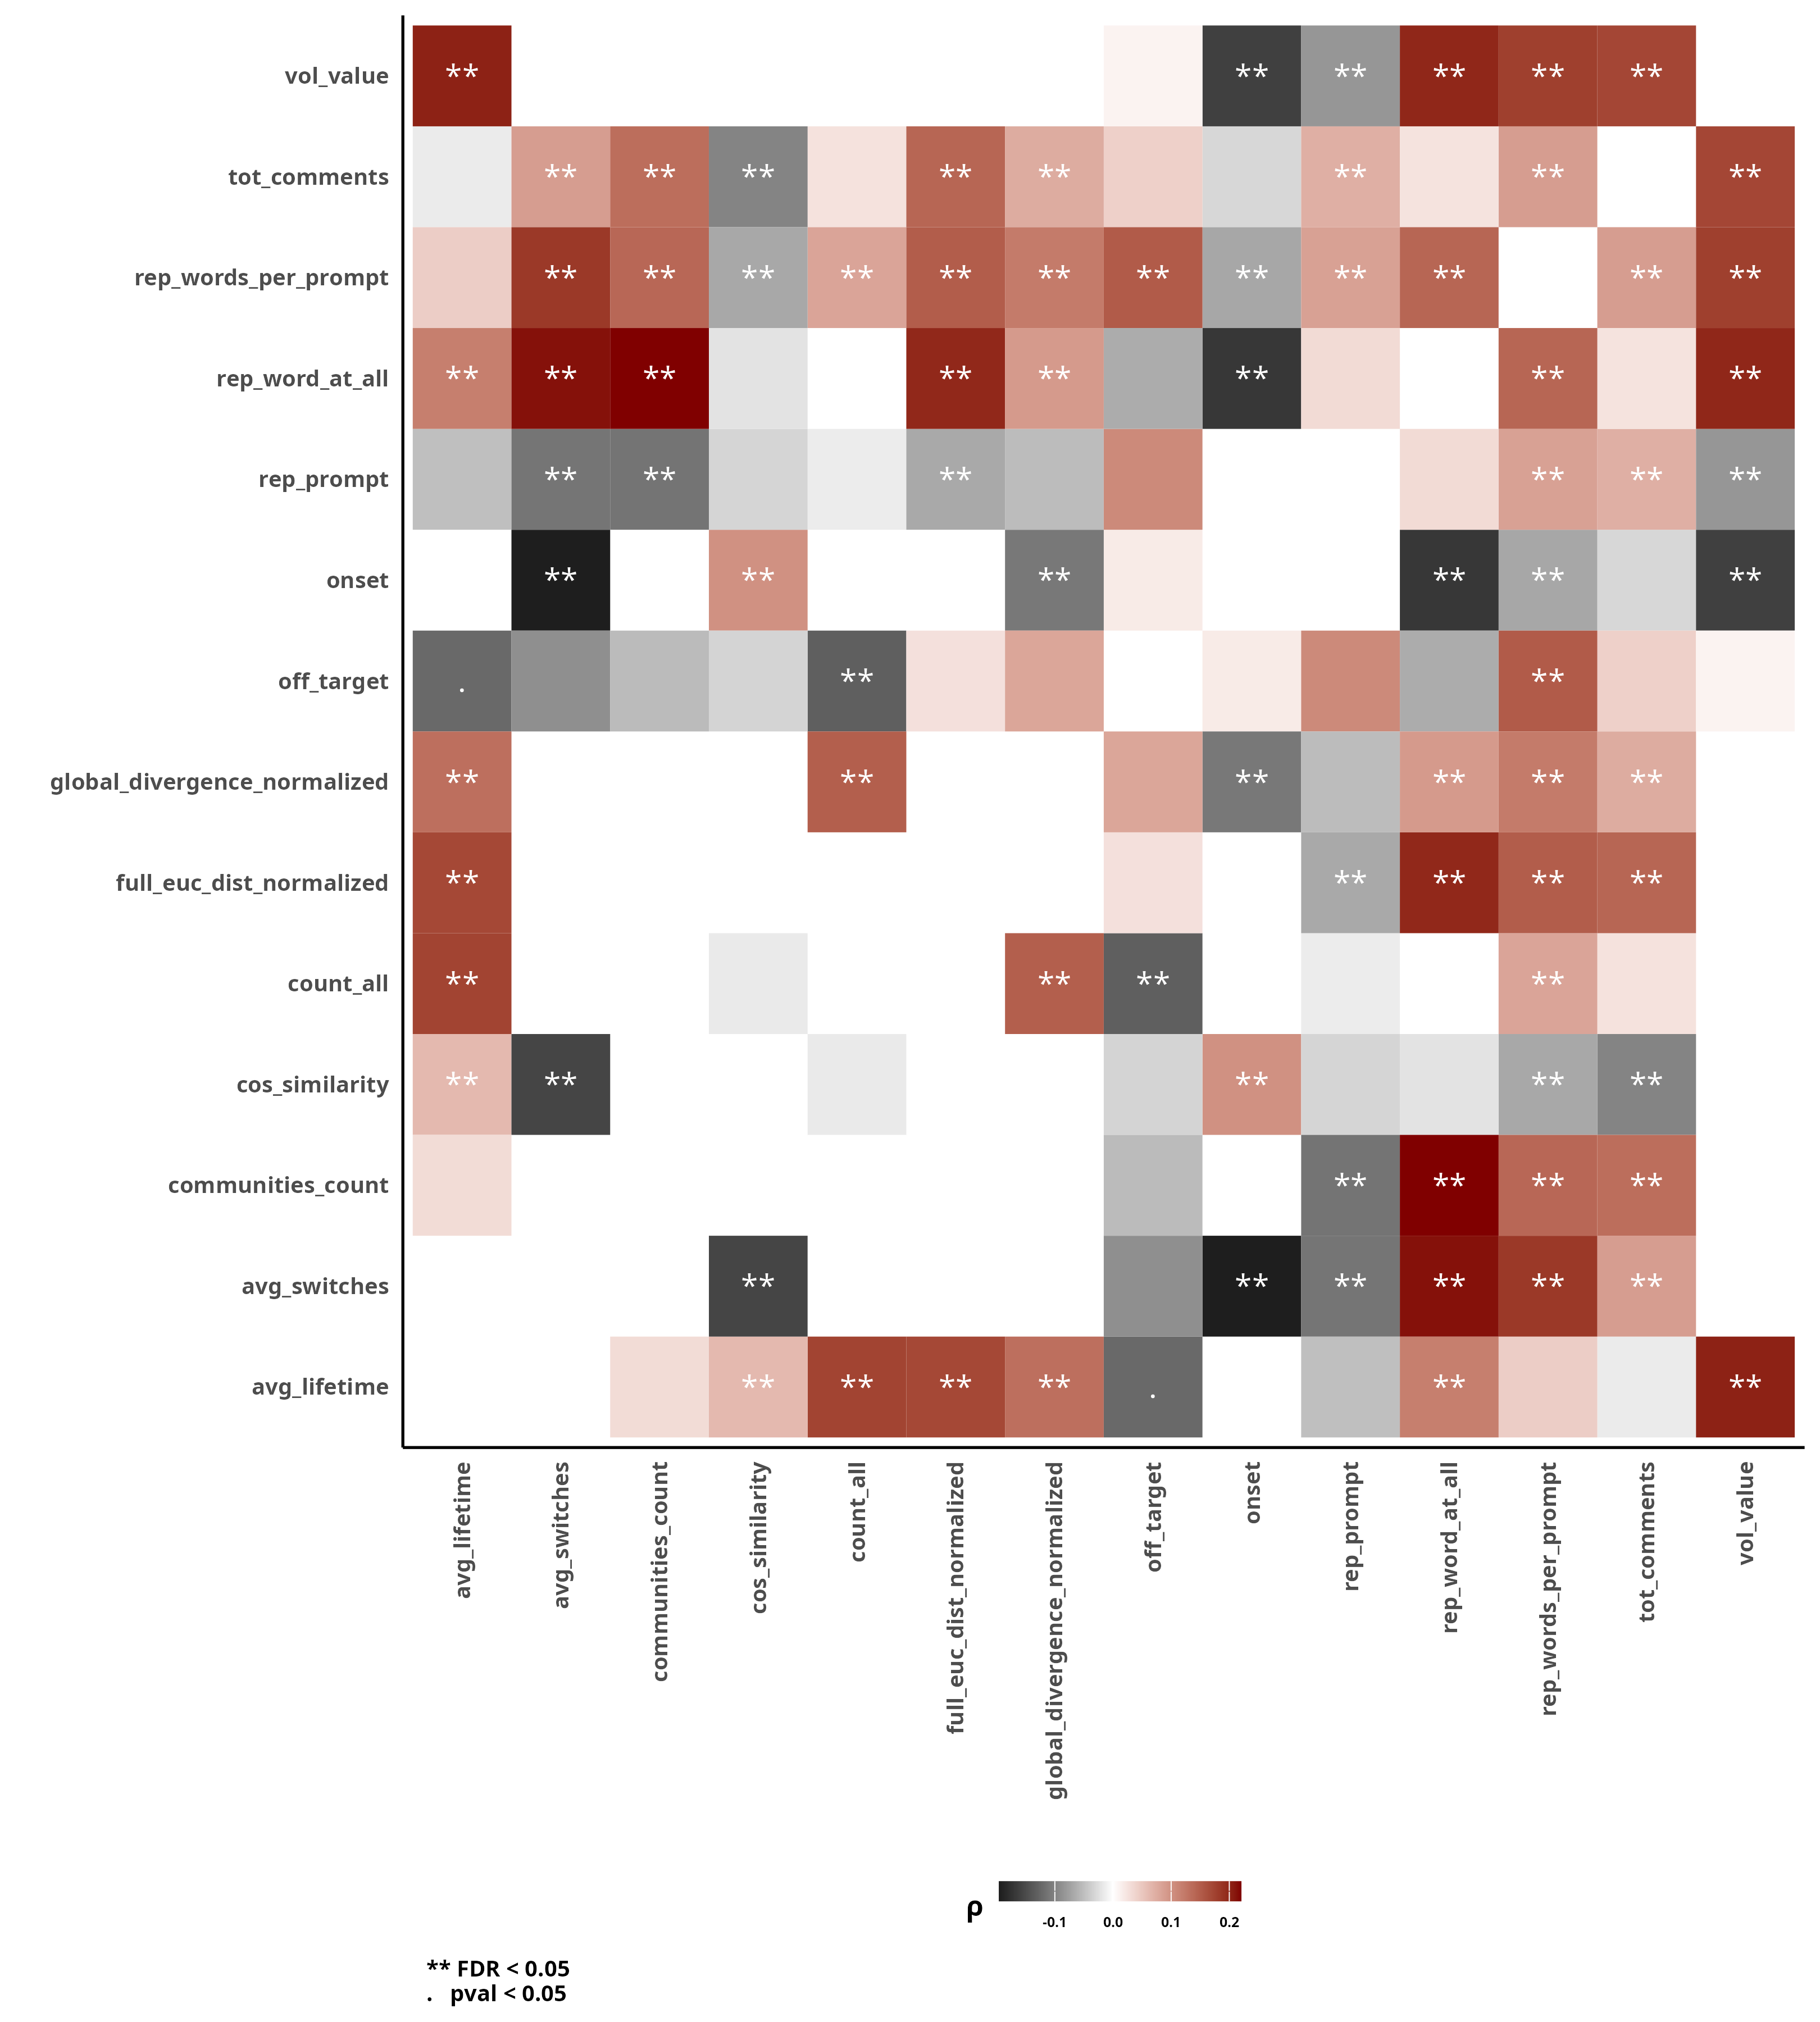 vol_value ** ** ** ** ** **
tot_comments ** ** ** ** ** ** ** **
rep_words_per_prompt ** ** ** ** ** ** ** ** ** ** ** **
rep_word_at_all ** ** ** ** ** ** ** **
rep_prompt ** ** ** ** ** **
onset ** ** ** ** ** **
off_target . ** **
global_divergence_normalized ** ** ** ** ** **
full_euc_dist_normalized ** ** ** ** **
count_all ** ** ** **
cos_similarity ** ** ** ** **
communities_count ** ** ** **
avg_switches ** ** ** ** ** **
avg_lifetime ** ** ** ** . ** **
avg_lifetime
avg_switches
communities_count
cos_similarity
count_all
full_euc_dist_normalized
global_divergence_normalized
off_target
onset
rep_prompt
rep_word_at_all
rep_words_per_prompt
tot_comments
vol_value
ρ
-0.1 0.0 0.1 0.2
** FDR < 0.05
. pval < 0.05